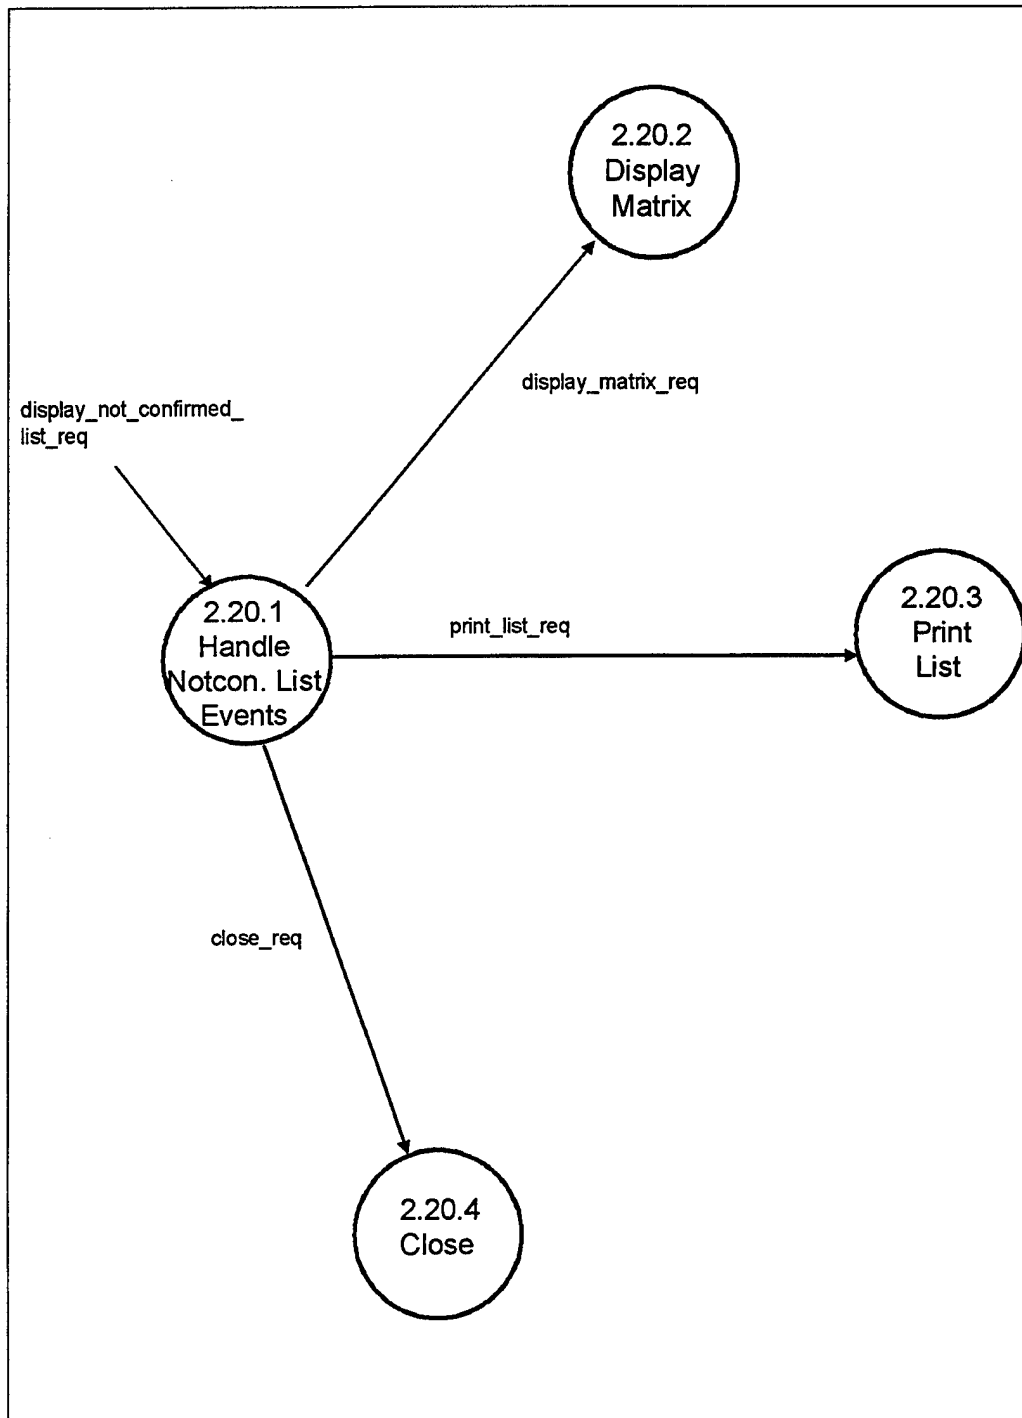 2.20.2
Display
Matrix
display_matrix_req
display_not_confirmed_
list_req
2.20.1
Handle
Notcon. List
Events
print_list_req
2.20.3
Print
List
close_req
2.20.4
Close